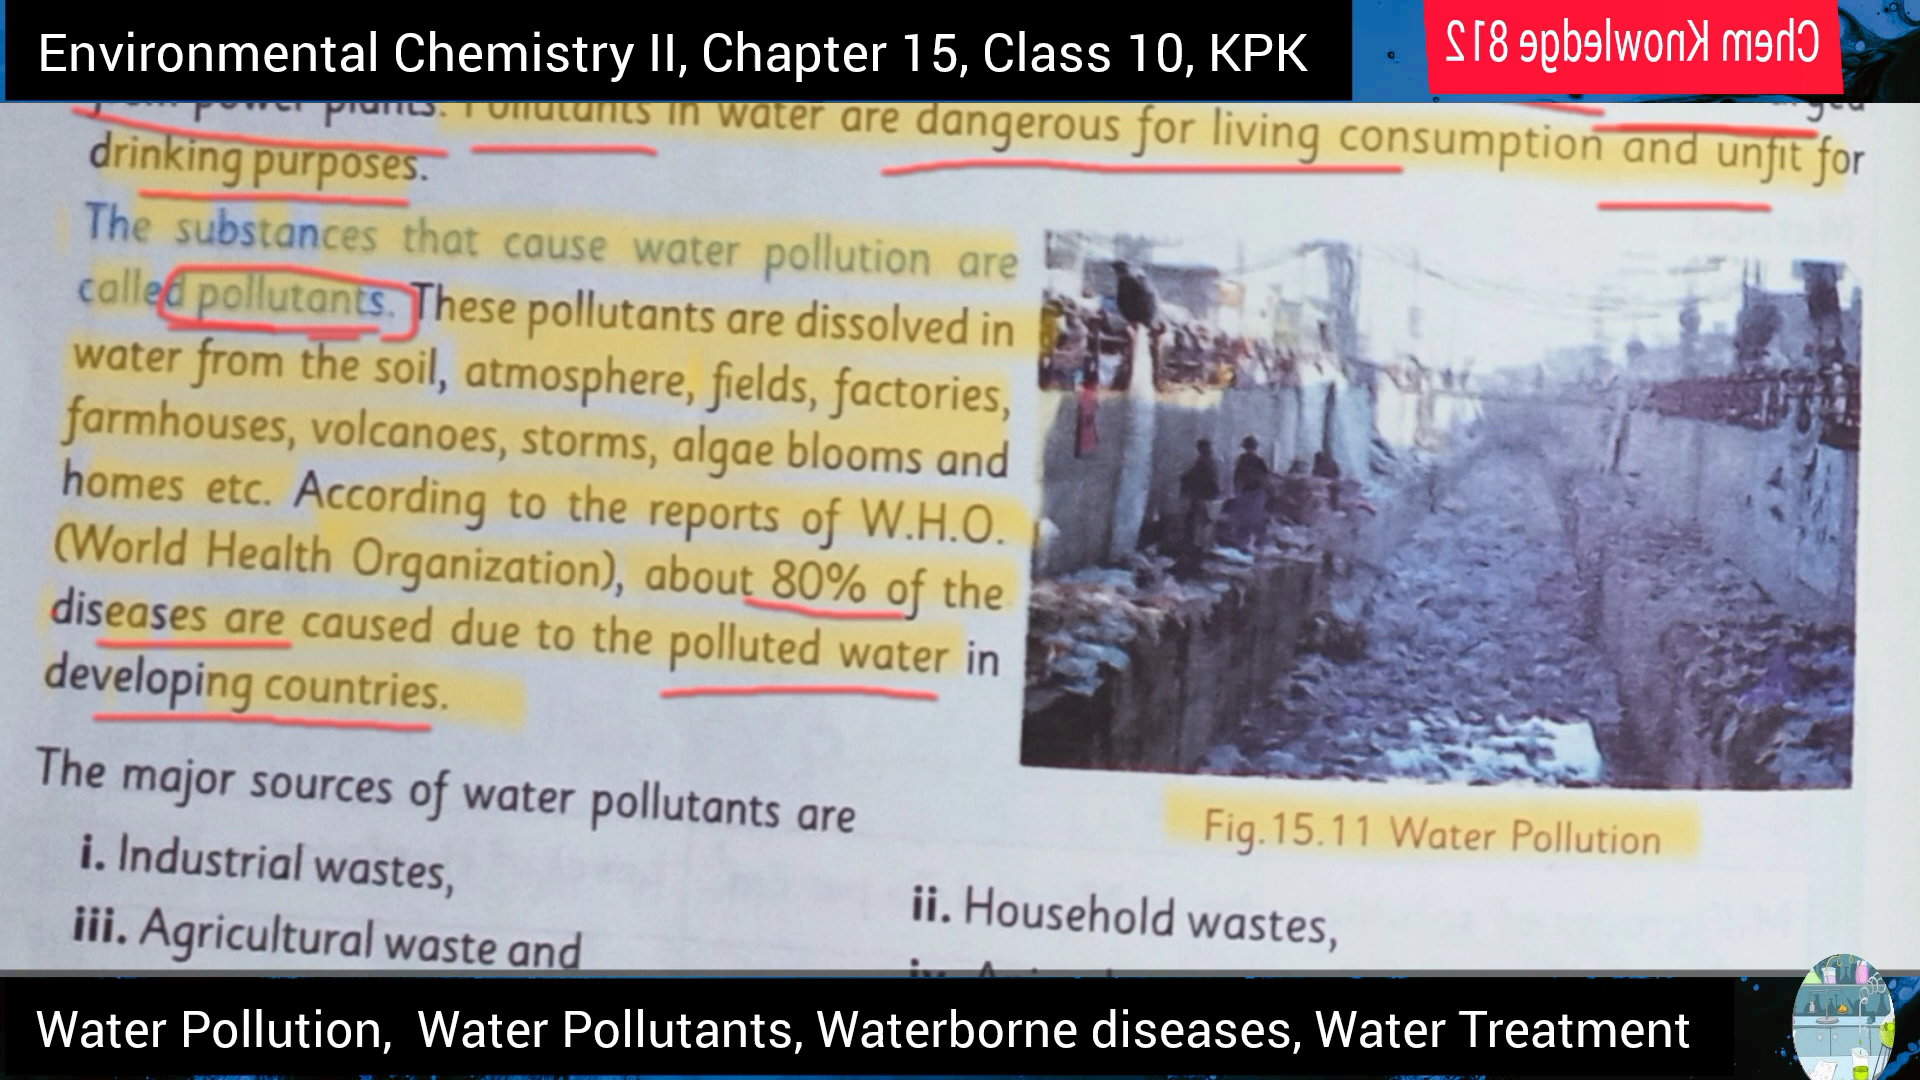 Environmental Chemistry II, Chapter 15, Class 10, KPK
Chem Knowledge 812
power plants. Pollutants in water are dangerous for living consumption and unfit for
drinking purposes.
The substances that cause water pollution are
called pollutants. These pollutants are dissolved in
water from the soil, atmosphere, fields, factories,
farmhouses, volcanoes, storms, algae blooms and
homes etc. According to the reports of W.H.O.
(World Health Organization), about 80% of the
diseases are caused due to the polluted water in
developing countries.
Fig.15.11 Water Pollution
The major sources of water pollutants are
i. Industrial wastes,
ii. Household wastes,
iii. Agricultural waste and
Water Pollution, Water Pollutants, Waterborne diseases, Water Treatment